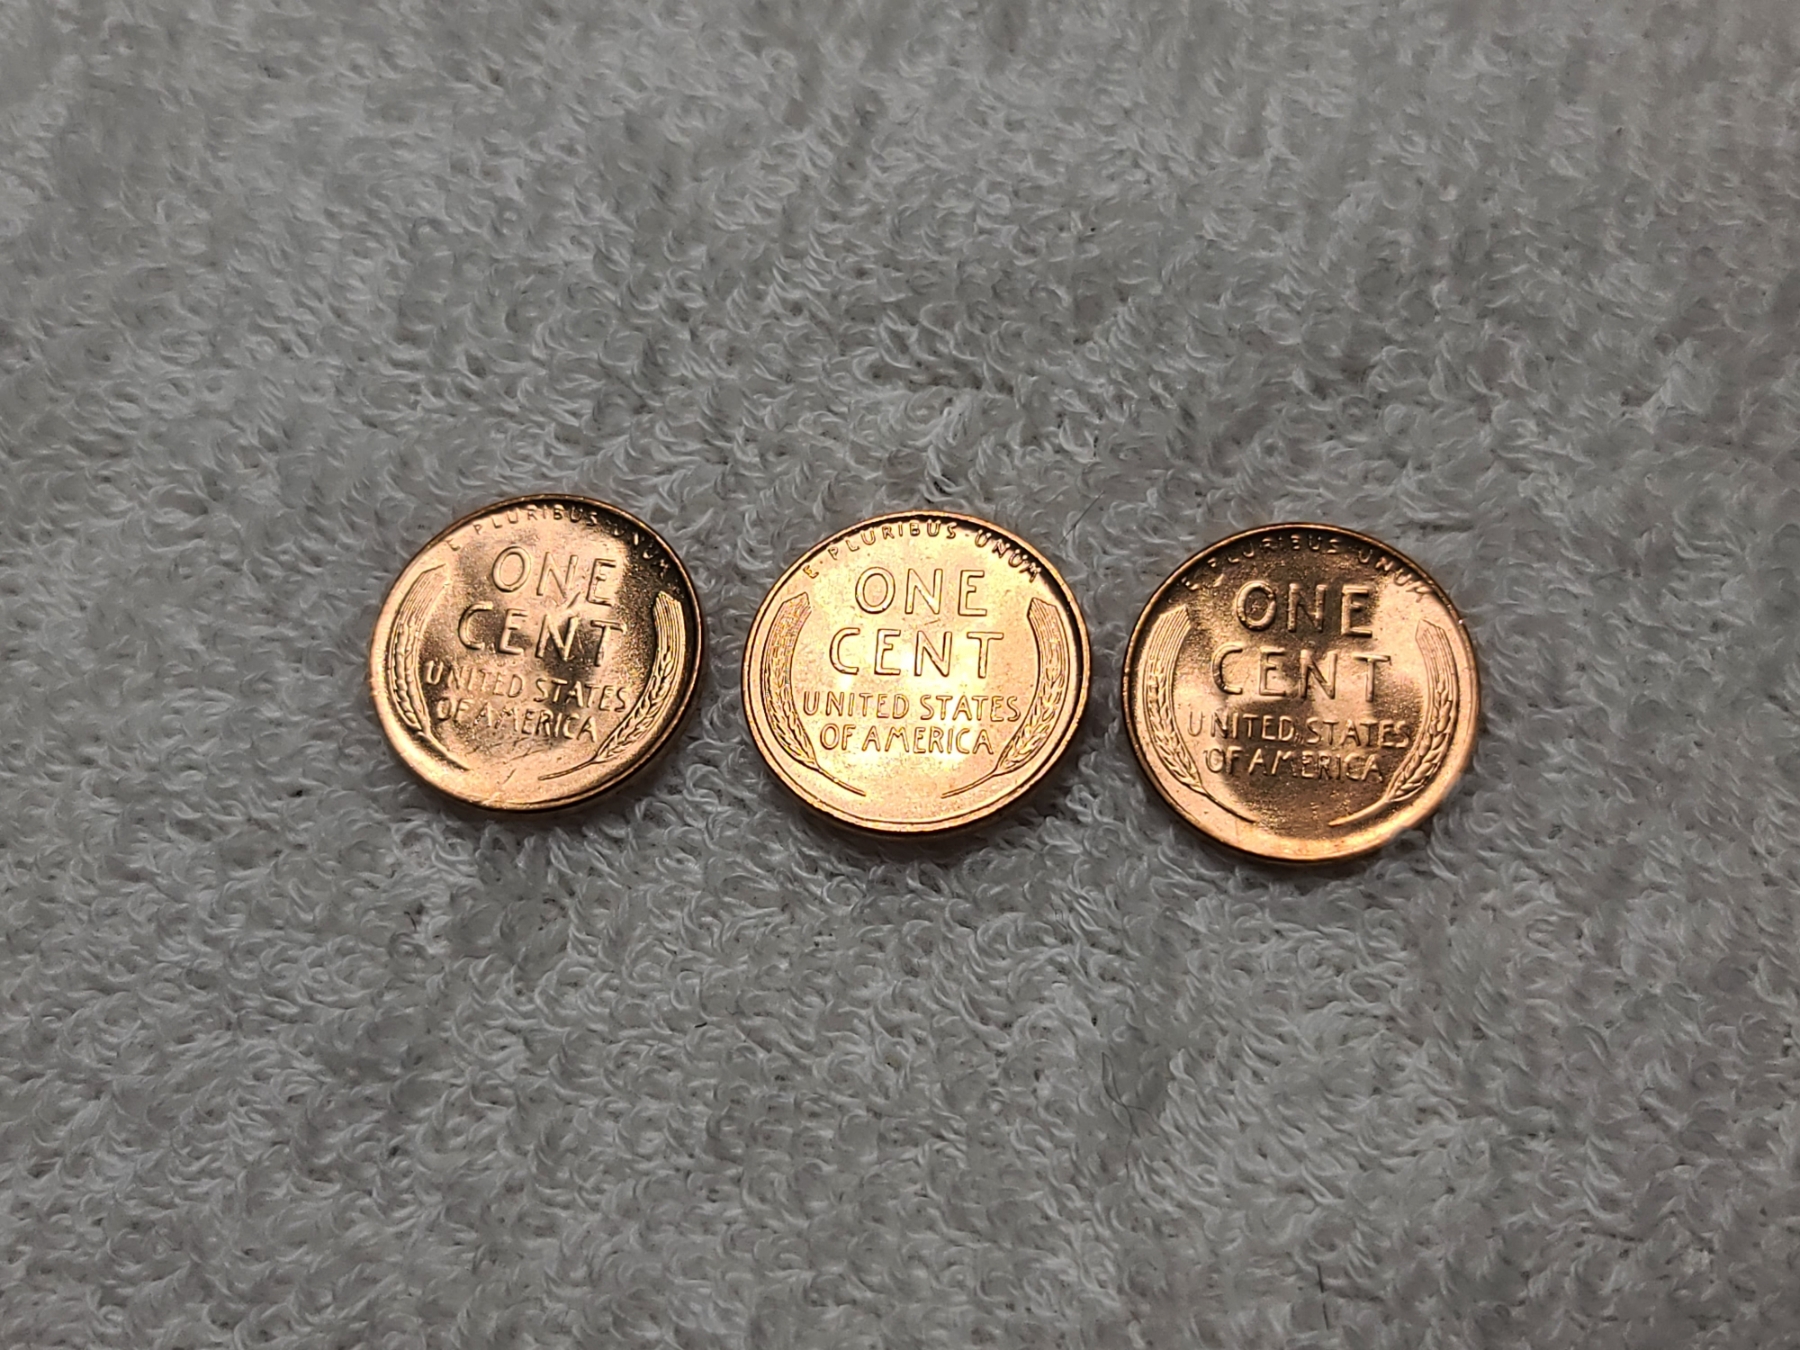 E PLURIBUS UNUM
ONE
CENT
UNITED STATES
OF AMERICA
E·PLURIBUS·UNUM
ONE
CENT
UNITED STATES
OF AMERICA
E PLURIBUS UNUM
ONE
CENT
UNITED STATES
OF AMERICA